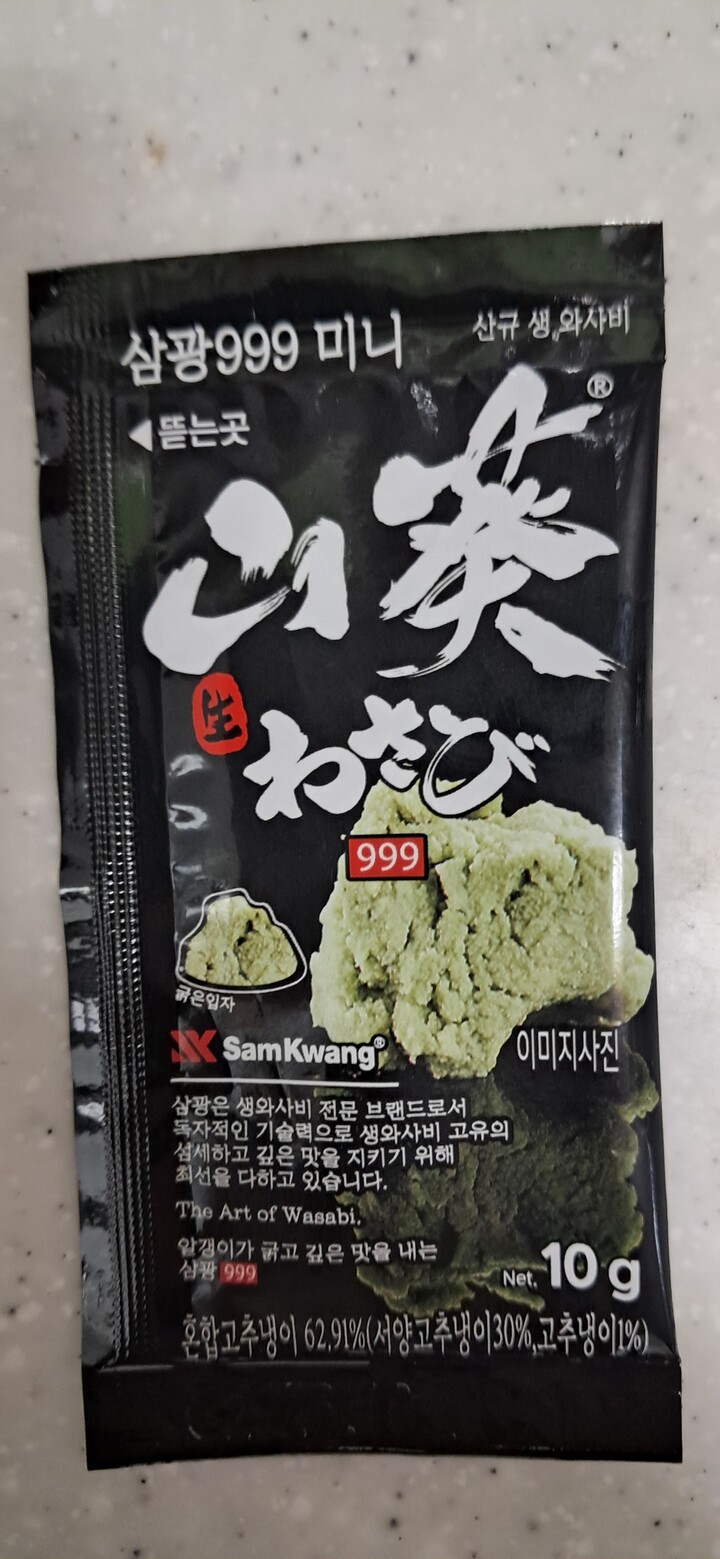 삼광999 미니
산규 생 와사비
◀뜯는곳
山葵®
生
わさび
999
굵은입자
SamKwang®
이미지사진
삼광은 생와사비 전문 브랜드로서
독자적인 기술력으로 생와사비 고유의
섬세하고 깊은 맛을 지키기 위해
최선을 다하고 있습니다.
The Art of Wasabi.
알갱이가 굵고 깊은 맛을 내는
삼광 999
Net. 10 g
혼합고추냉이 62.91%(서양고추냉이30%,고추냉이1%)